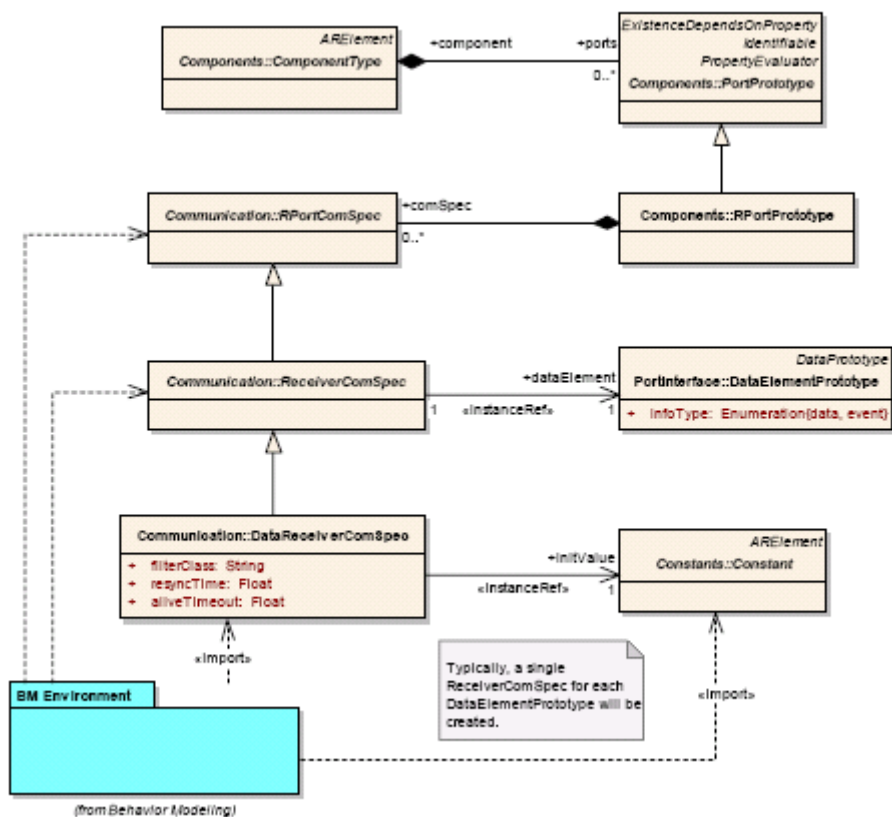 ARElement
Components::ComponentType
+component
+ports
0..*
ExistenceDependsOnProperty
Identifiable
PropertyEvaluator
Components::PortPrototype
Communication::RPortComSpec
+comSpec
0..*
Components::RPortPrototype
Communication::ReceiverComSpec
+dataElement
1
«InstanceRef»
1
DataPrototype
PortInterface::DataElementPrototype
+ infoType: Enumeration{data, event}
Communication::DataReceiverComSpec
+ filterClass: String
+ resyncTime: Float
+ aliveTimeout: Float
+initValue
«InstanceRef»
1
ARElement
Constants::Constant
«import»
Typically, a single
ReceiverComSpec for each
DataElementPrototype will be
created.
«import»
BM Environment
(from Behavior Modeling)